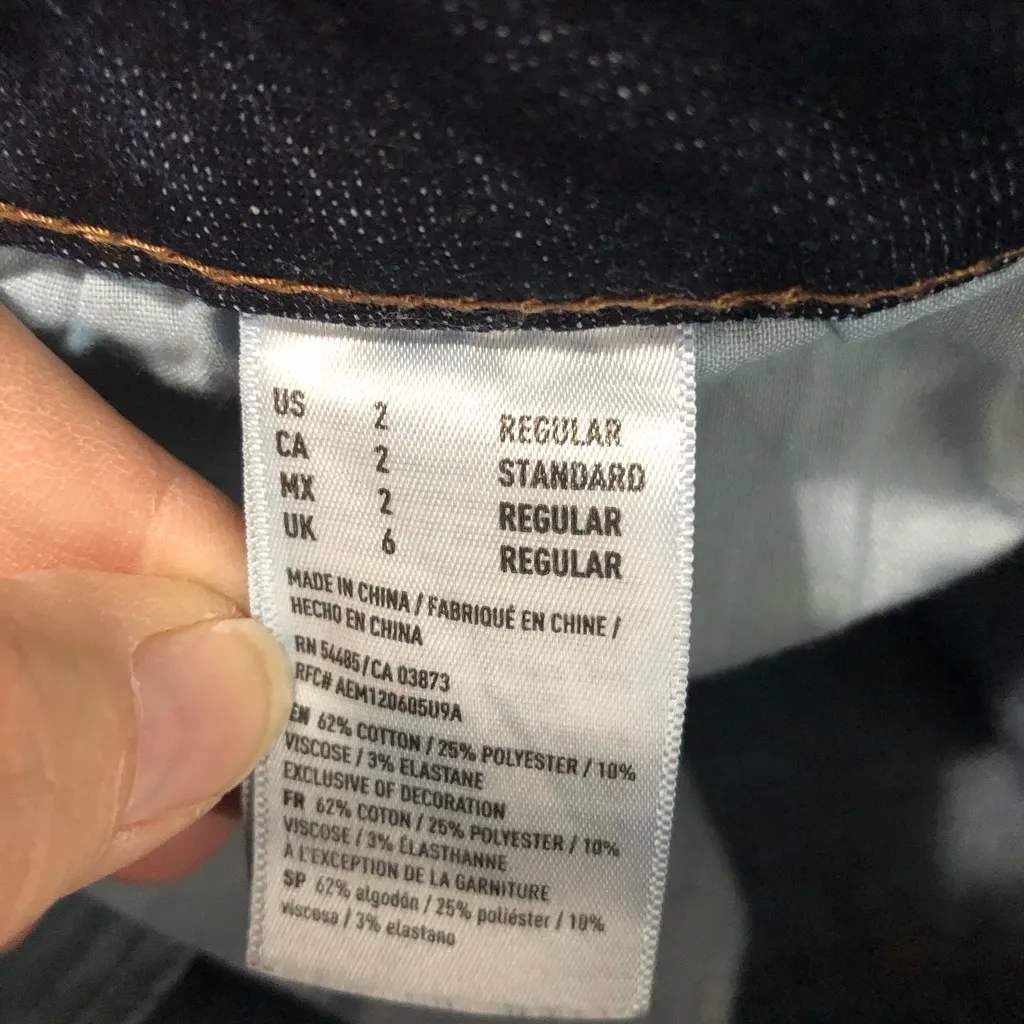 US 2 REGULAR
CA 2 STANDARD
MX 2 REGULAR
UK 6 REGULAR
MADE IN CHINA / FABRIQUÉ EN CHINE /
HECHO EN CHINA
RN 54485/CA 03873
RFC# AEM120605U9A
EN 62% COTTON / 25% POLYESTER / 10%
VISCOSE / 3% ELASTANE
EXCLUSIVE OF DECORATION
FR 62% COTON / 25% POLYESTER / 10%
VISCOSE / 3% ÉLASTHANNE
À L'EXCEPTION DE LA GARNITURE
SP 62% algodón / 25% poliéster / 10%
viscosa / 3% elastano